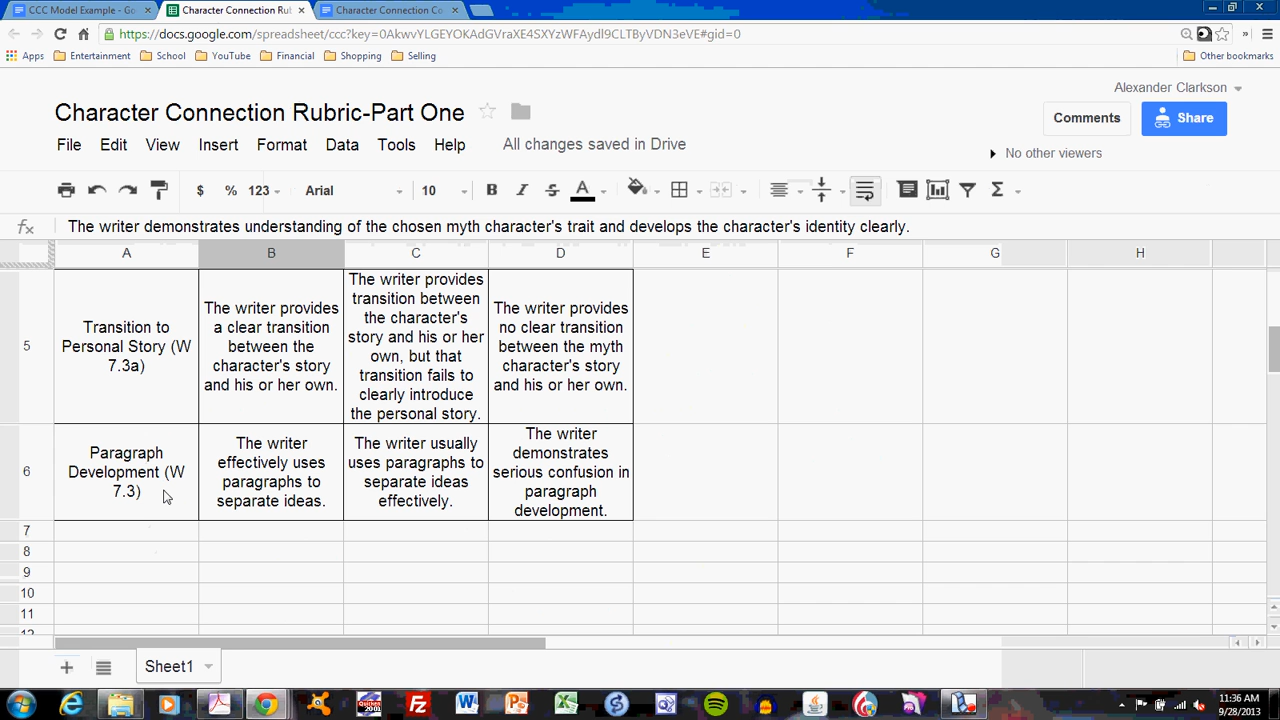 CCC Model Example - Go
Character Connection Rub
Character Connection Co
https://docs.google.com/spreadsheet/ccc?key=0AkwvYLGEYOKAdGVraXE4SXYzWFAydl9CLTByVDN3eVE#gid=0
Apps Entertainment School YouTube Financial Shopping Selling Other bookmarks
Alexander Clarkson
Character Connection Rubric-Part One
Comments Share
File Edit View Insert Format Data Tools Help All changes saved in Drive
No other viewers
$ % 123 Arial 10 B I S A Σ
fx The writer demonstrates understanding of the chosen myth character's trait and develops the character's identity clearly.
A B C D E F G H
5
Transition to
Personal Story (W
7.3a)
The writer provides
a clear transition
between the
character's story
and his or her own.
The writer provides
transition between
the character's
story and his or her
own, but that
transition fails to
clearly introduce
the personal story.
The writer provides
no clear transition
between the myth
character's story
and his or her own.
6
Paragraph
Development (W
7.3)
The writer
effectively uses
paragraphs to
separate ideas.
The writer usually
uses paragraphs to
separate ideas
effectively.
The writer
demonstrates
serious confusion in
paragraph
development.
7
8
9
10
11
12
Sheet1
11:36 AM
9/28/2013